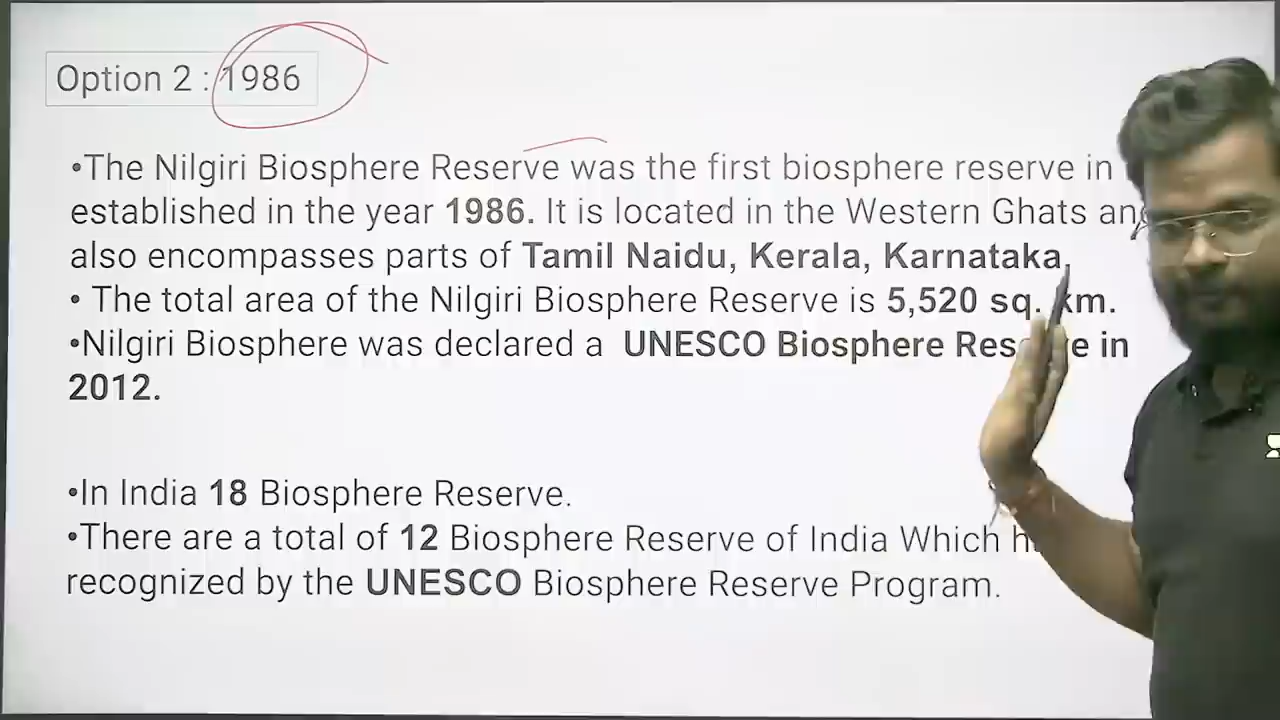 Option 2 : 1986
•The Nilgiri Biosphere Reserve was the first biosphere reserve in
established in the year 1986. It is located in the Western Ghats
also encompasses parts of Tamil Naidu, Kerala, Karnataka.
• The total area of the Nilgiri Biosphere Reserve is 5,520 sq. km.
•Nilgiri Biosphere was declared a UNESCO Biosphere Reserve in
2012.
•In India 18 Biosphere Reserve.
•There are a total of 12 Biosphere Reserve of India Which
recognized by the UNESCO Biosphere Reserve Program.